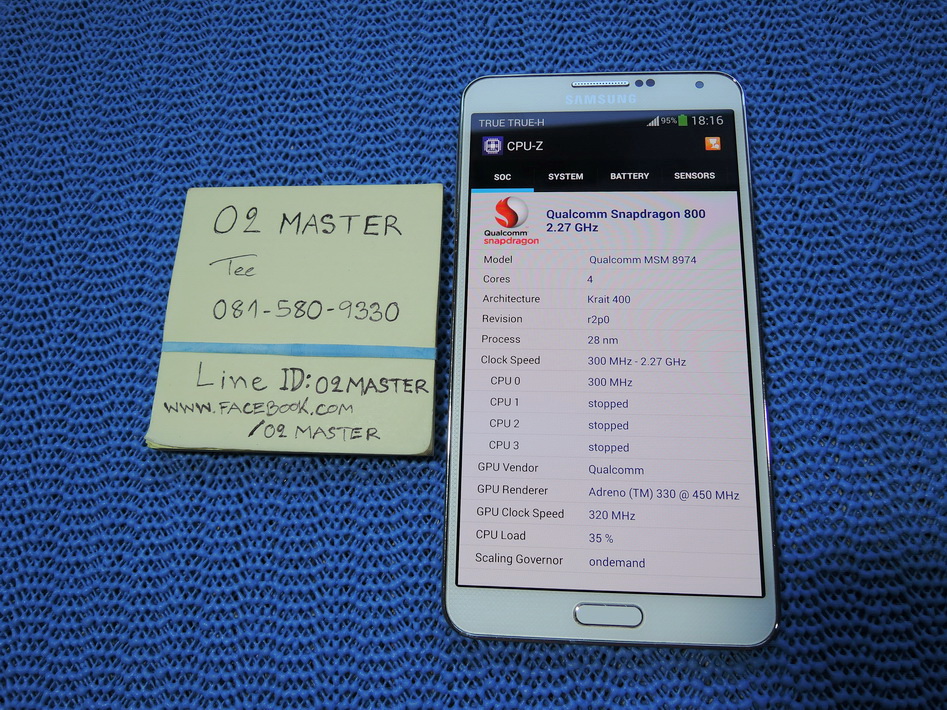 O2 MASTER
Tee
081-580-9330
Line ID: O2MASTER
WWW.FACEBOOK.COM
/O2 MASTER
SAMSUNG
TRUE TRUE-H 95% 18:16
CPU-Z
SOC SYSTEM BATTERY SENSORS
Qualcomm snapdragon
Qualcomm Snapdragon 800
2.27 GHz
Model Qualcomm MSM 8974
Cores 4
Architecture Krait 400
Revision r2p0
Process 28 nm
Clock Speed 300 MHz - 2.27 GHz
CPU 0 300 MHz
CPU 1 stopped
CPU 2 stopped
CPU 3 stopped
GPU Vendor Qualcomm
GPU Renderer Adreno (TM) 330 @ 450 MHz
GPU Clock Speed 320 MHz
CPU Load 35 %
Scaling Governor ondemand